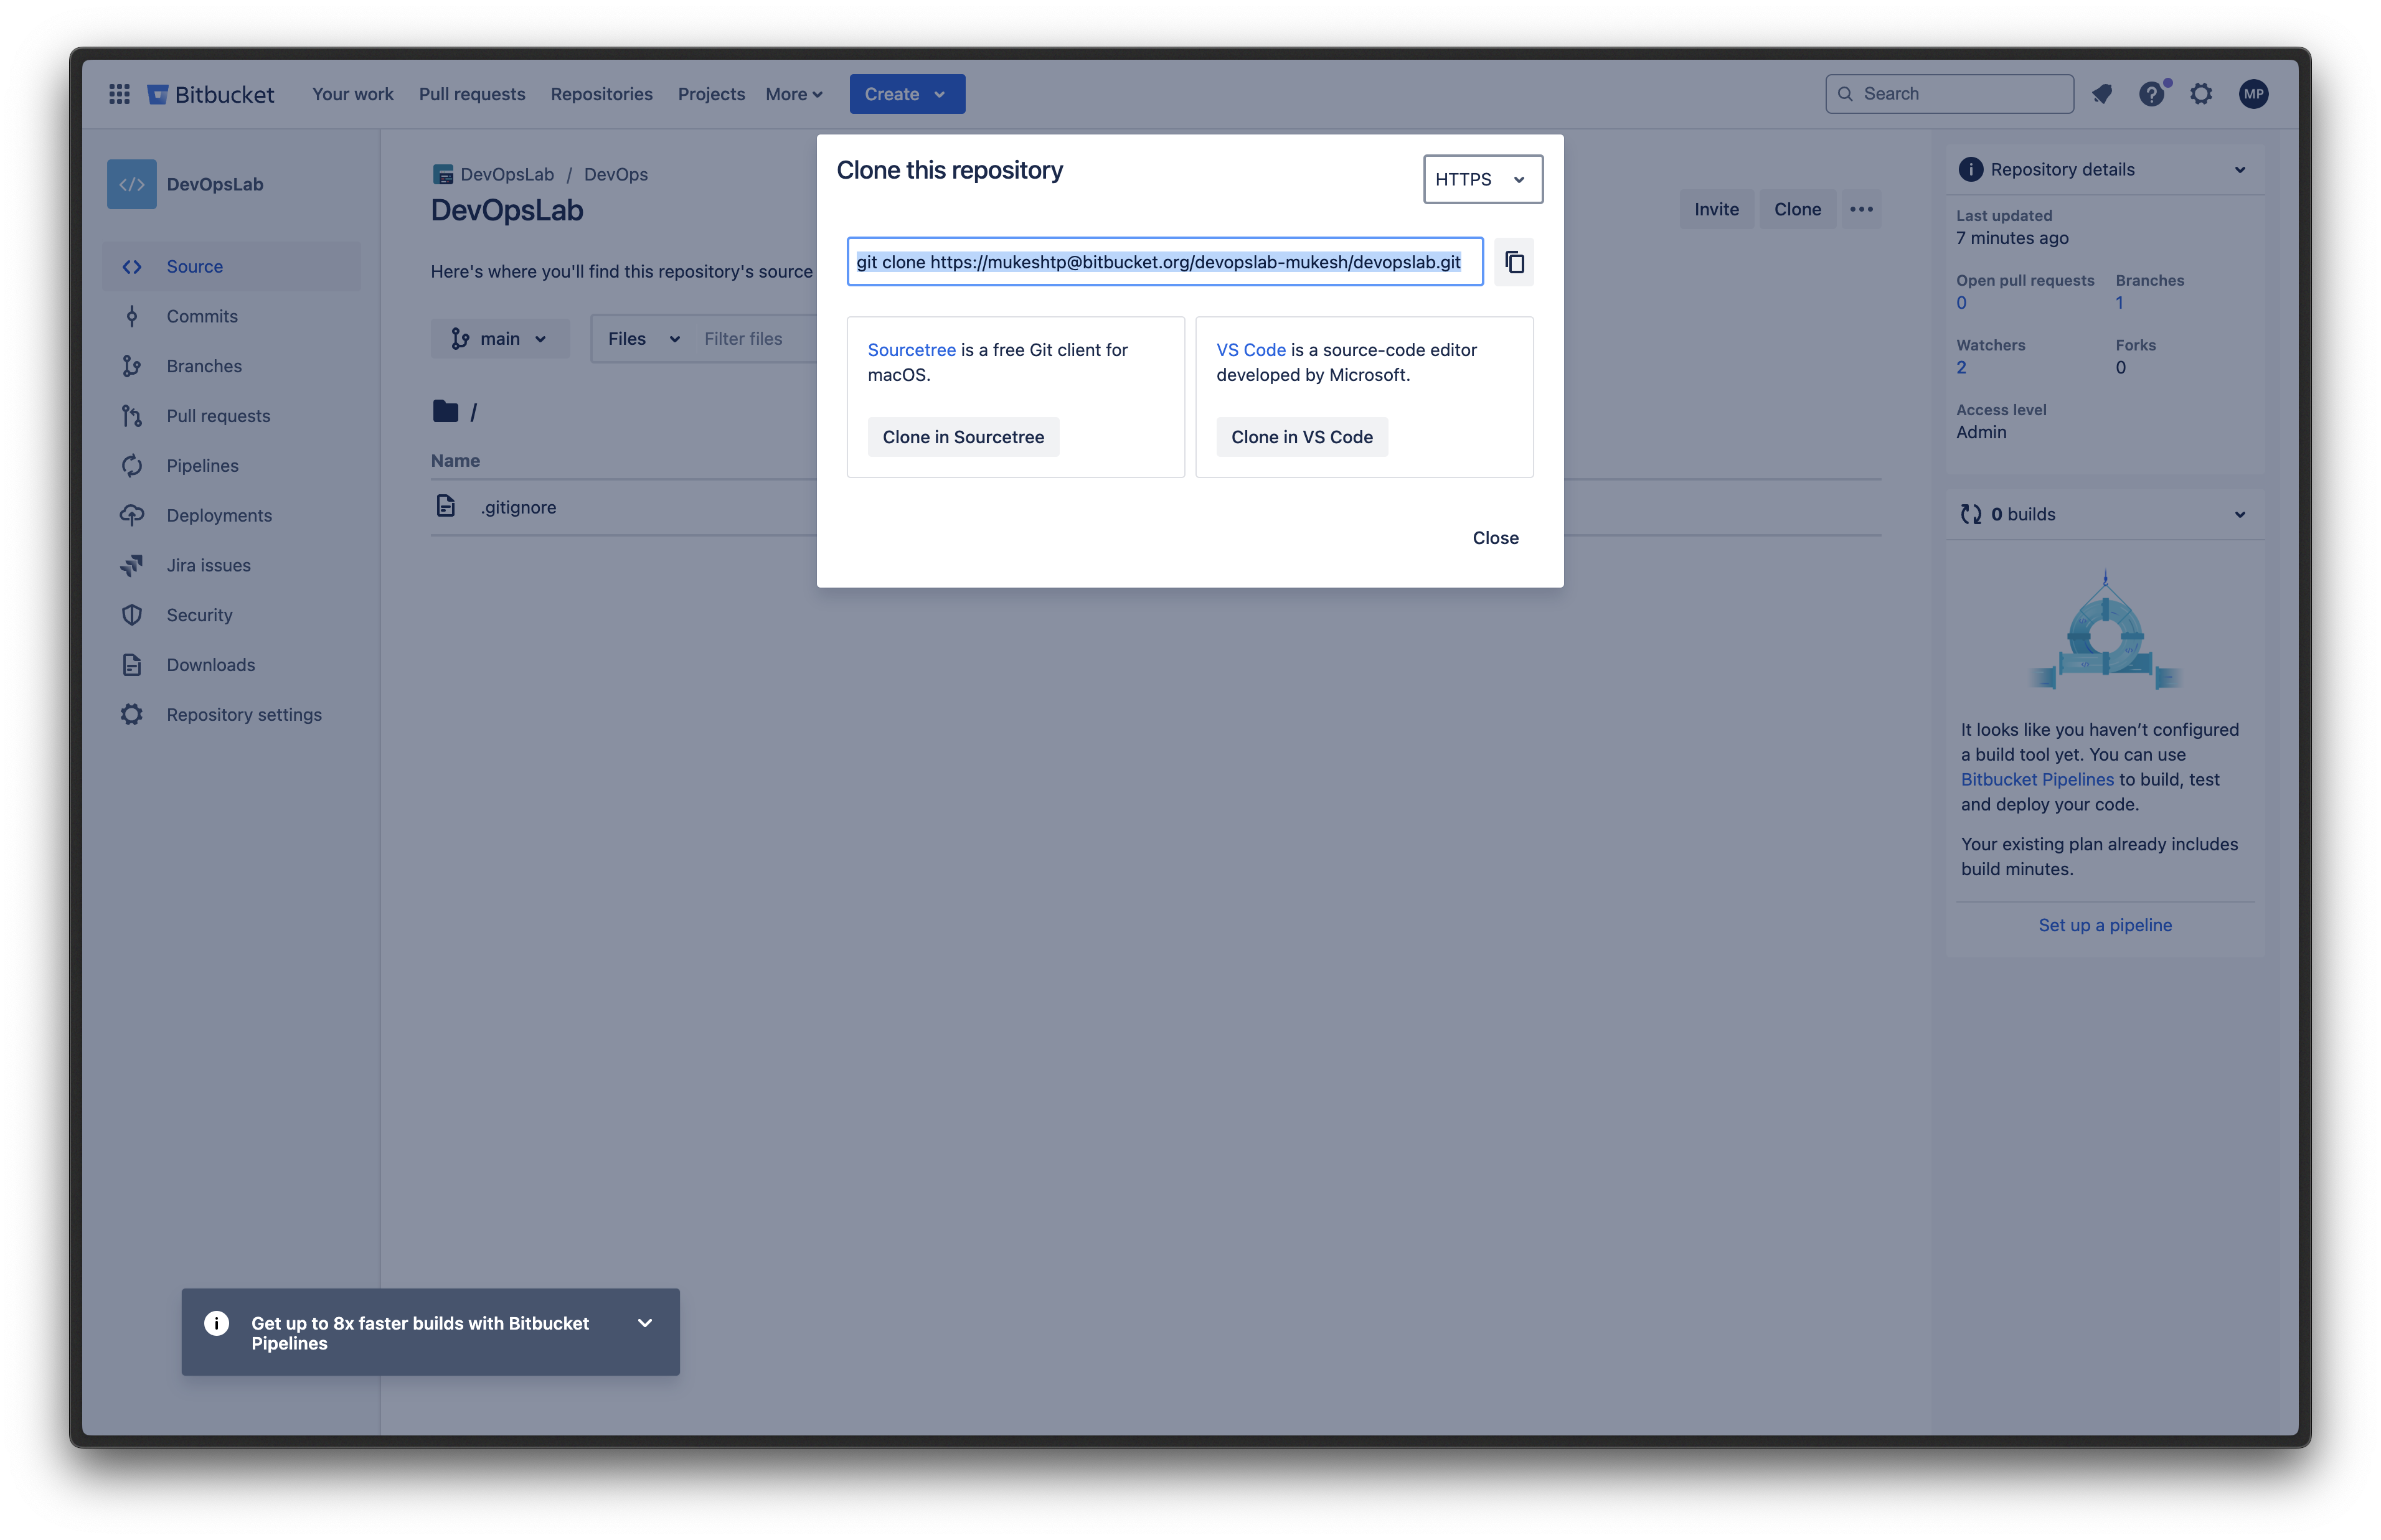 Bitbucket
Your work
Pull requests
Repositories
Projects
More
Create
Search
MP
DevOpsLab
Source
Commits
Branches
Pull requests
Pipelines
Deployments
Jira issues
Security
Downloads
Repository settings
DevOpsLab / DevOps
DevOpsLab
Invite
Clone
Here's where you'll find this repository's source
main
Files
Filter files
/
Name
.gitignore
Clone this repository
HTTPS
git clone https://mukeshtp@bitbucket.org/devopslab-mukesh/devopslab.git
Sourcetree is a free Git client for
macOS.
Clone in Sourcetree
VS Code is a source-code editor
developed by Microsoft.
Clone in VS Code
Close
Repository details
Last updated
7 minutes ago
Open pull requests
0
Branches
1
Watchers
2
Forks
0
Access level
Admin
0 builds
It looks like you haven’t configured
a build tool yet. You can use
Bitbucket Pipelines to build, test
and deploy your code.
Your existing plan already includes
build minutes.
Set up a pipeline
Get up to 8x faster builds with Bitbucket
Pipelines